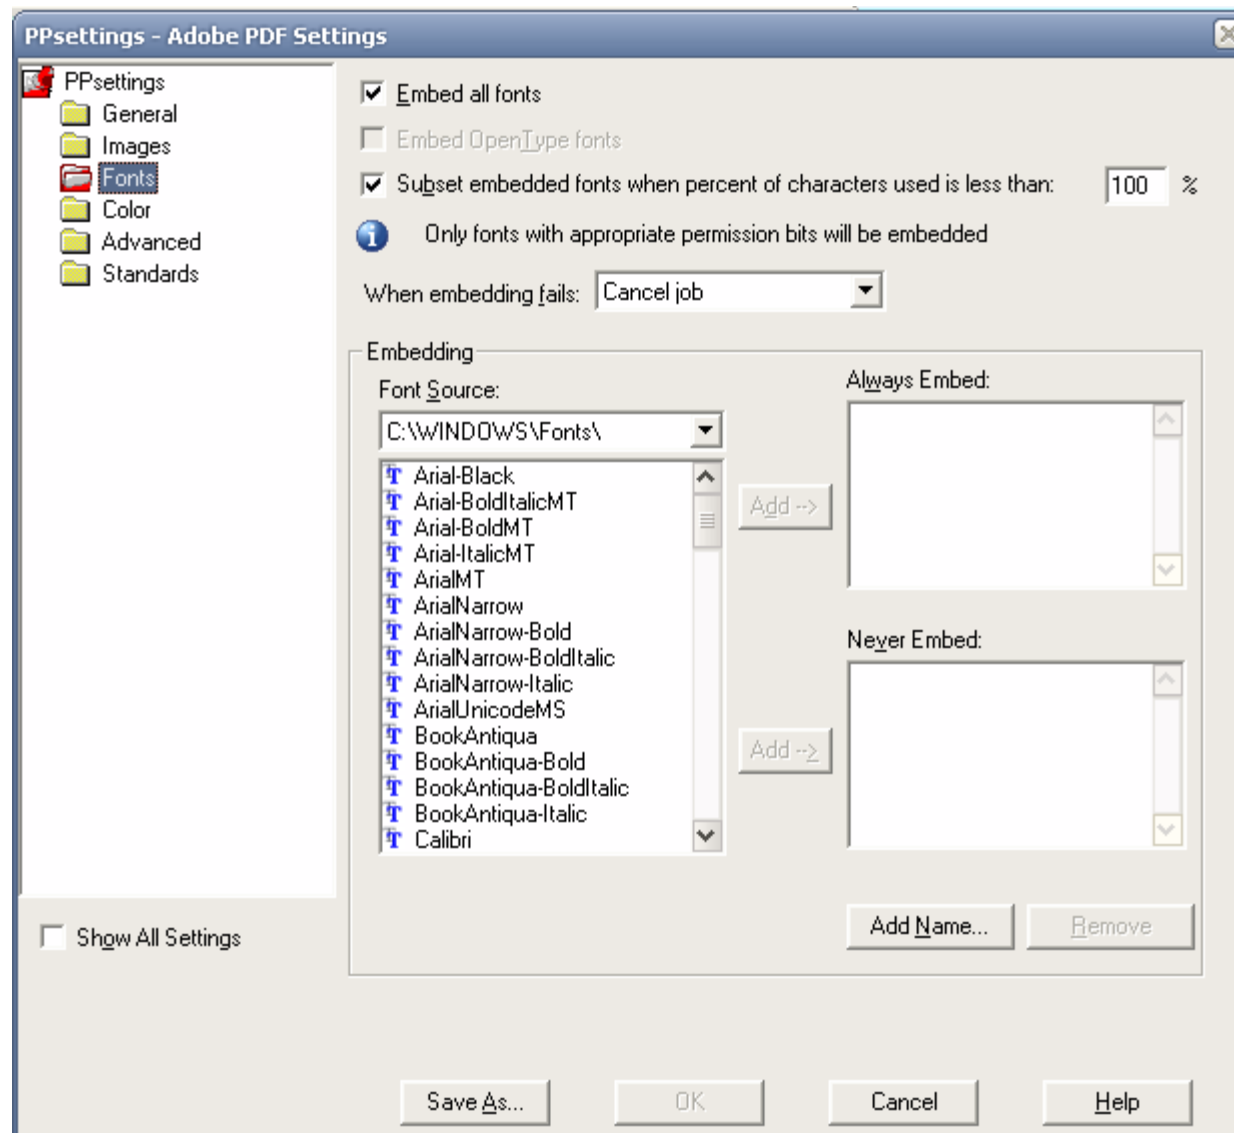 PPsettings - Adobe PDF Settings
PPsettings
General
Images
Fonts
Color
Advanced
Standards
Show All Settings
Embed all fonts
Embed OpenType fonts
Subset embedded fonts when percent of characters used is less than: 100 %
Only fonts with appropriate permission bits will be embedded
When embedding fails: Cancel job
Embedding
Font Source:
C:\WINDOWS\Fonts\
Arial-Black
Arial-BoldItalicMT
Arial-BoldMT
Arial-ItalicMT
ArialMT
ArialNarrow
ArialNarrow-Bold
ArialNarrow-BoldItalic
ArialNarrow-Italic
ArialUnicodeMS
BookAntiqua
BookAntiqua-Bold
BookAntiqua-BoldItalic
BookAntiqua-Italic
Calibri
Add -->
Add -->
Always Embed:
Never Embed:
Add Name...
Remove
Save As...
OK
Cancel
Help